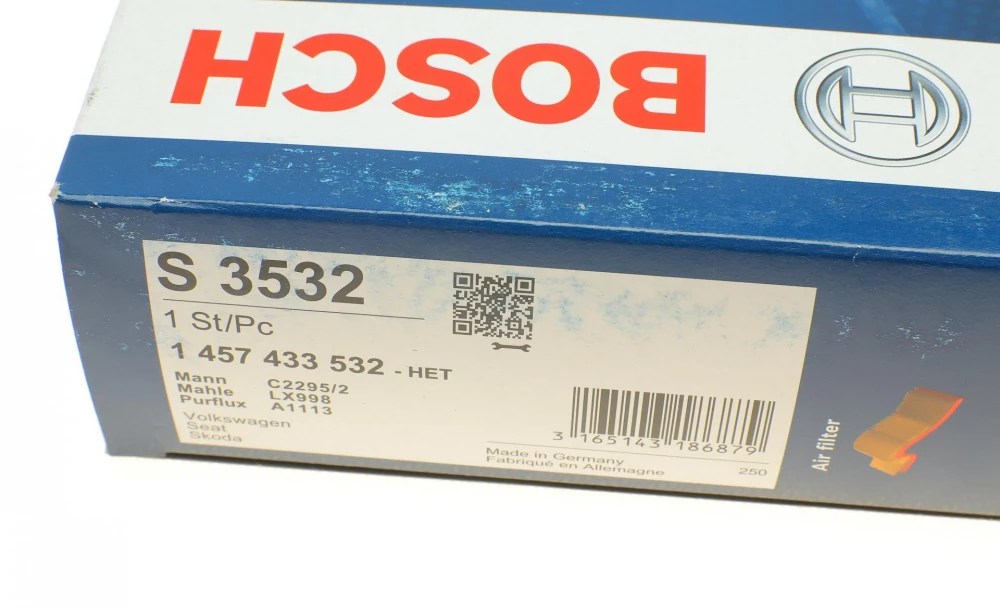 BOSCH
S 3532
1 St/Pc
1 457 433 532 - HET
Mann C2295/2
Mahle LX998
Purflux A1113
Volkswagen
Seat
Skoda
3 165143 186879
Made in Germany
Fabriqué en Allemagne
250
Air filter